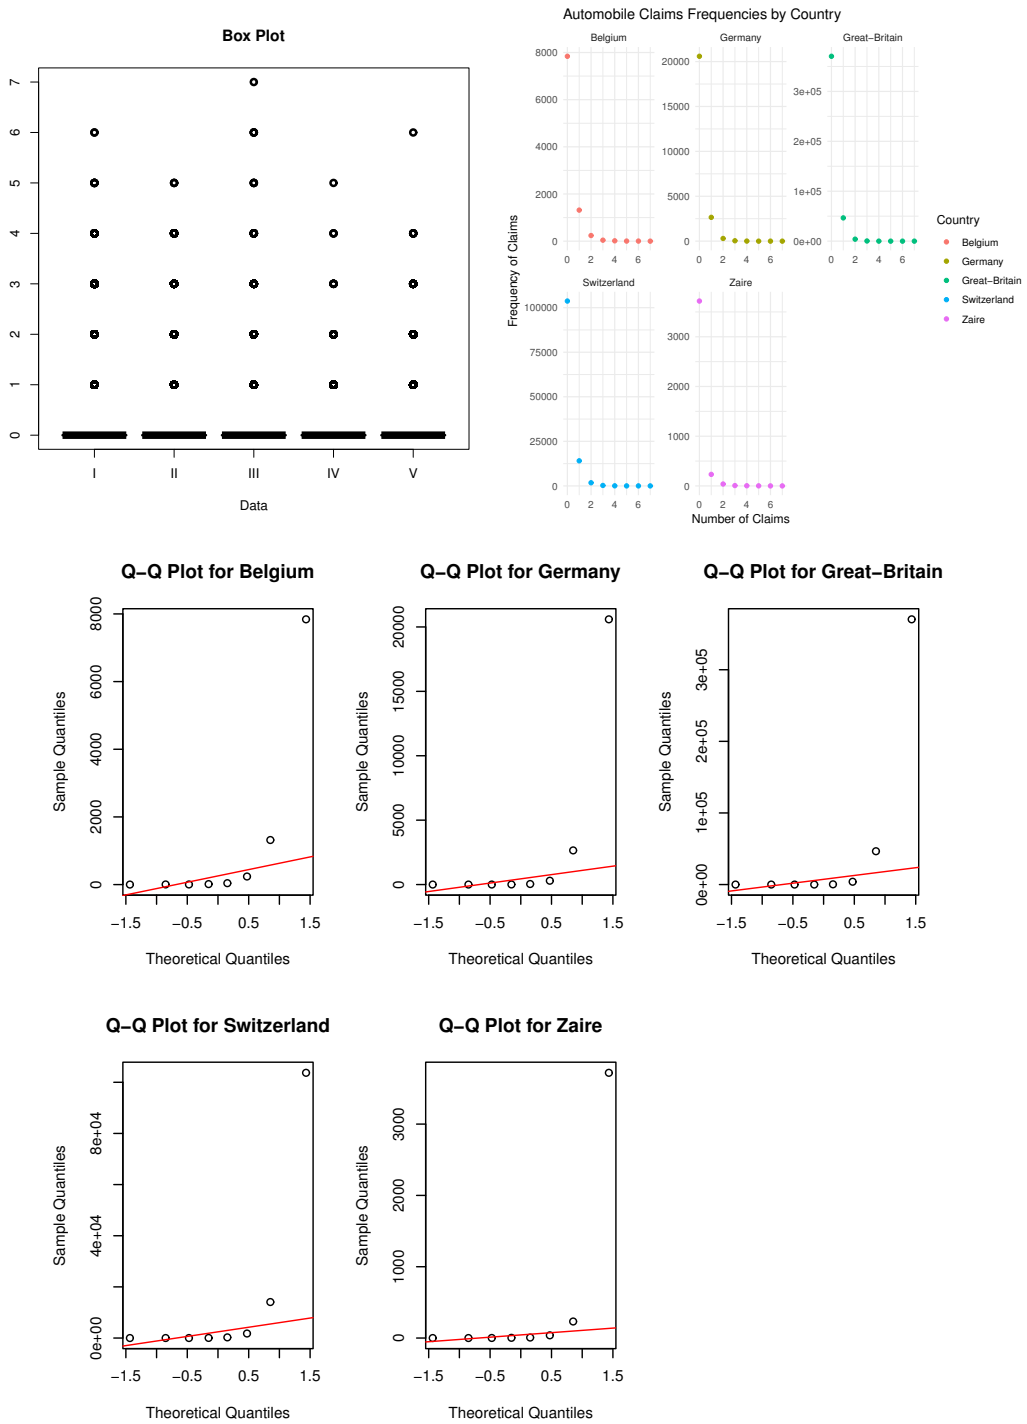 Box Plot
7
6
5
4
3
2
1
0
I II III IV V
Data
Automobile Claims Frequencies by Country
Belgium Germany Great−Britain
8000
6000
4000
2000
0
0 2 4 6
20000
15000
10000
5000
0
0 2 4 6
3e+05
2e+05
1e+05
0e+00
0 2 4 6
Switzerland Zaire
100000
75000
50000
25000
0
0 2 4 6
3000
2000
1000
0
0 2 4 6
Frequency of Claims
Number of Claims
Country
Belgium
Germany
Great−Britain
Switzerland
Zaire
Q−Q Plot for Belgium
8000
6000
4000
2000
0
−1.5 −0.5 0.5 1.5
Sample Quantiles
Theoretical Quantiles
Q−Q Plot for Germany
20000
15000
10000
5000
0
−1.5 −0.5 0.5 1.5
Sample Quantiles
Theoretical Quantiles
Q−Q Plot for Great−Britain
3e+05
2e+05
1e+05
0e+00
−1.5 −0.5 0.5 1.5
Sample Quantiles
Theoretical Quantiles
Q−Q Plot for Switzerland
8e+04
4e+04
0e+00
−1.5 −0.5 0.5 1.5
Sample Quantiles
Theoretical Quantiles
Q−Q Plot for Zaire
3000
2000
1000
0
−1.5 −0.5 0.5 1.5
Sample Quantiles
Theoretical Quantiles